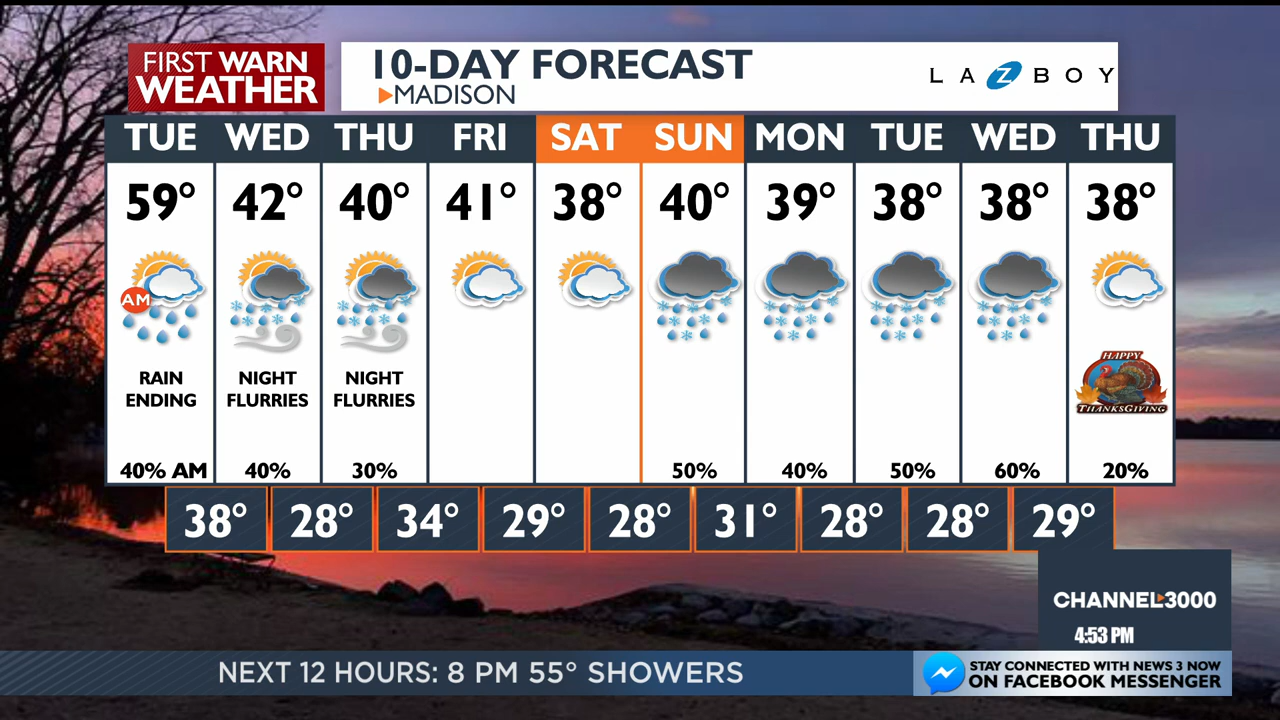 FIRST WARN
WEATHER
10-DAY FORECAST
MADISON
LA Z BOY
TUE WED THU FRI SAT SUN MON TUE WED THU
59° 42° 40° 41° 38° 40° 39° 38° 38° 38°
AM
HAPPY
THANKSGIVING
RAIN NIGHT NIGHT
ENDING FLURRIES FLURRIES
40% AM 40% 30% 50% 40% 50% 60% 20%
38° 28° 34° 29° 28° 31° 28° 28° 29°
CHANNEL3000
4:53 PM
NEXT 12 HOURS: 8 PM 55° SHOWERS
STAY CONNECTED WITH NEWS 3 NOW
ON FACEBOOK MESSENGER